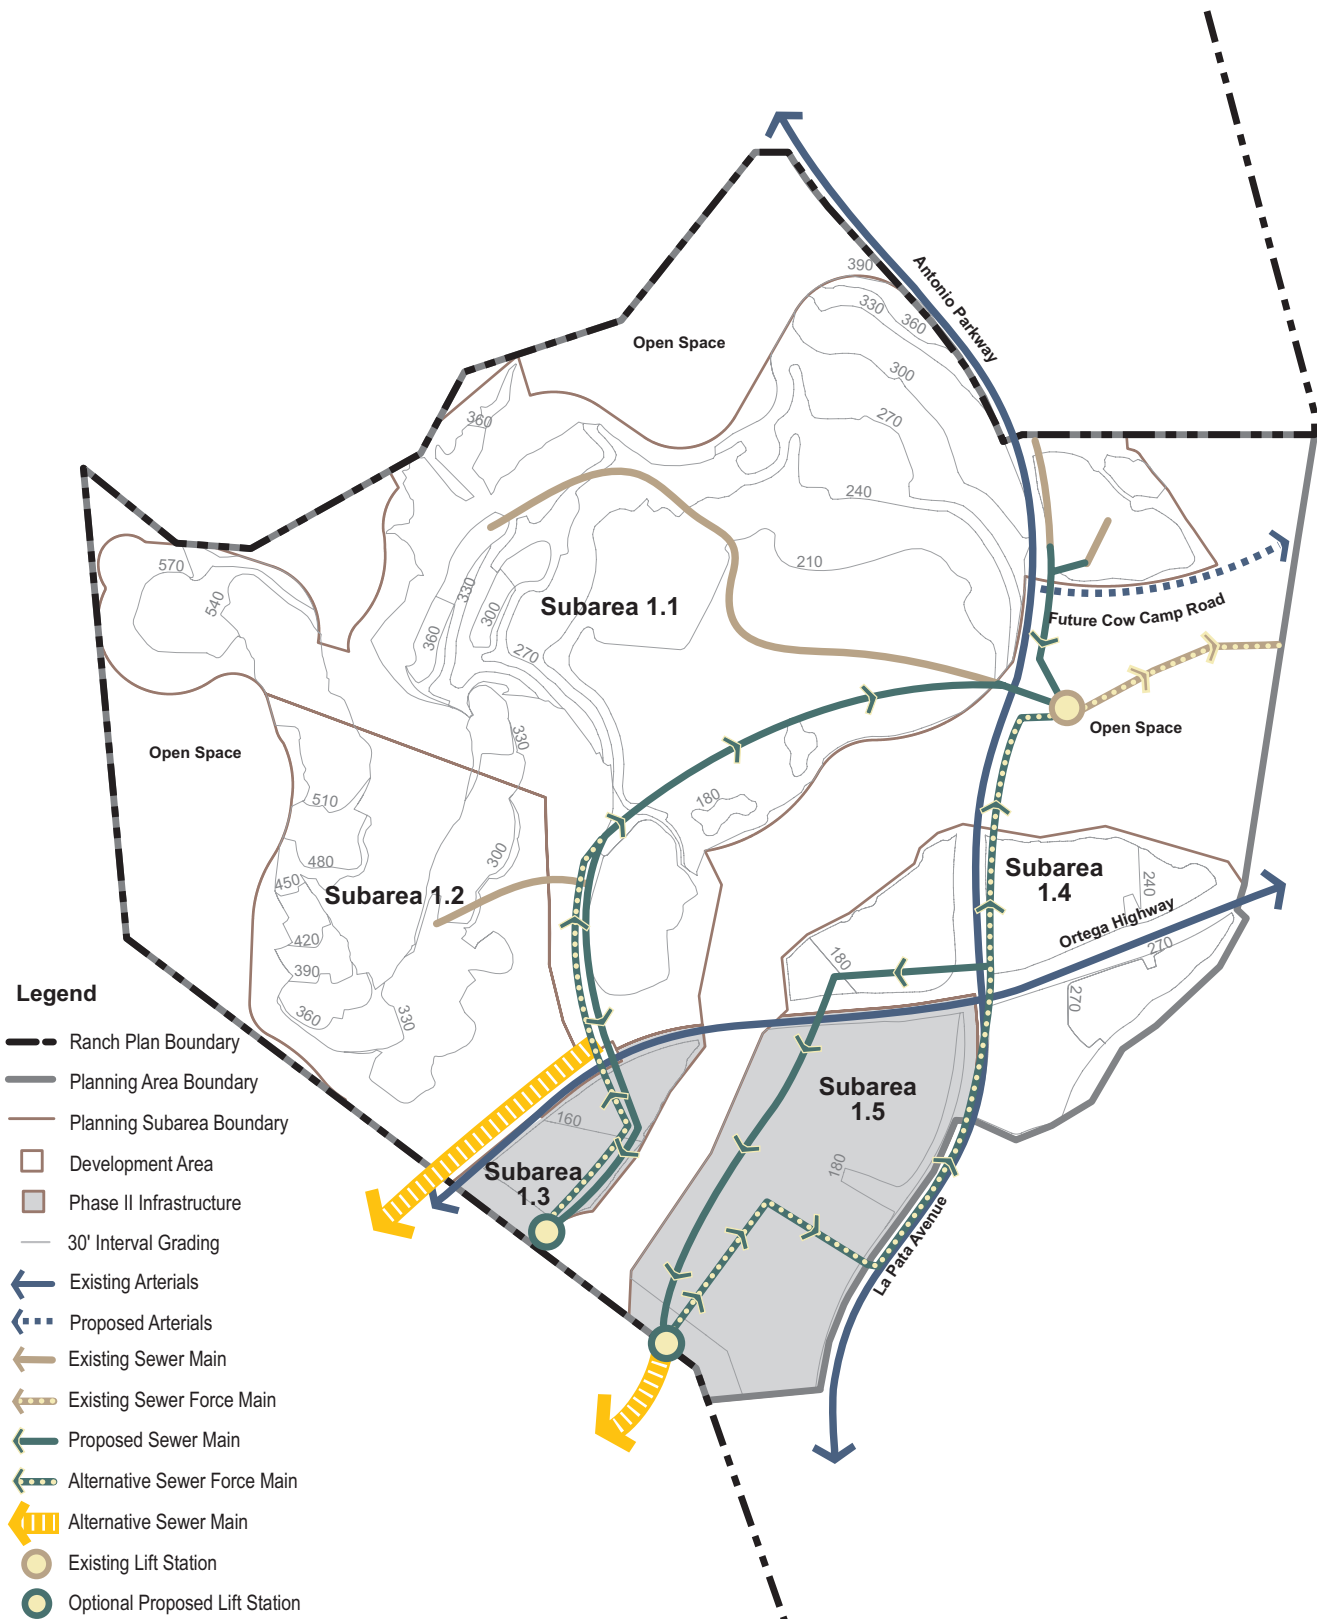 390
330
360
Antonio Parkway
Open Space
300
360
270
240
210
570
540
330
300
Subarea 1.1
360
270
Future Cow Camp Road
Open Space
330
Open Space
510
180
480
300
450
Subarea 1.2
Subarea
1.4
240
Ortega Highway
420
390
180
270
360
330
270
Legend
Ranch Plan Boundary
Planning Area Boundary
Planning Subarea Boundary
Development Area
Phase II Infrastructure
30' Interval Grading
Existing Arterials
Proposed Arterials
Existing Sewer Main
Existing Sewer Force Main
Proposed Sewer Main
Alternative Sewer Force Main
Alternative Sewer Main
Existing Lift Station
Optional Proposed Lift Station
160
Subarea
1.3
Subarea
1.5
180
La Pata Avenue